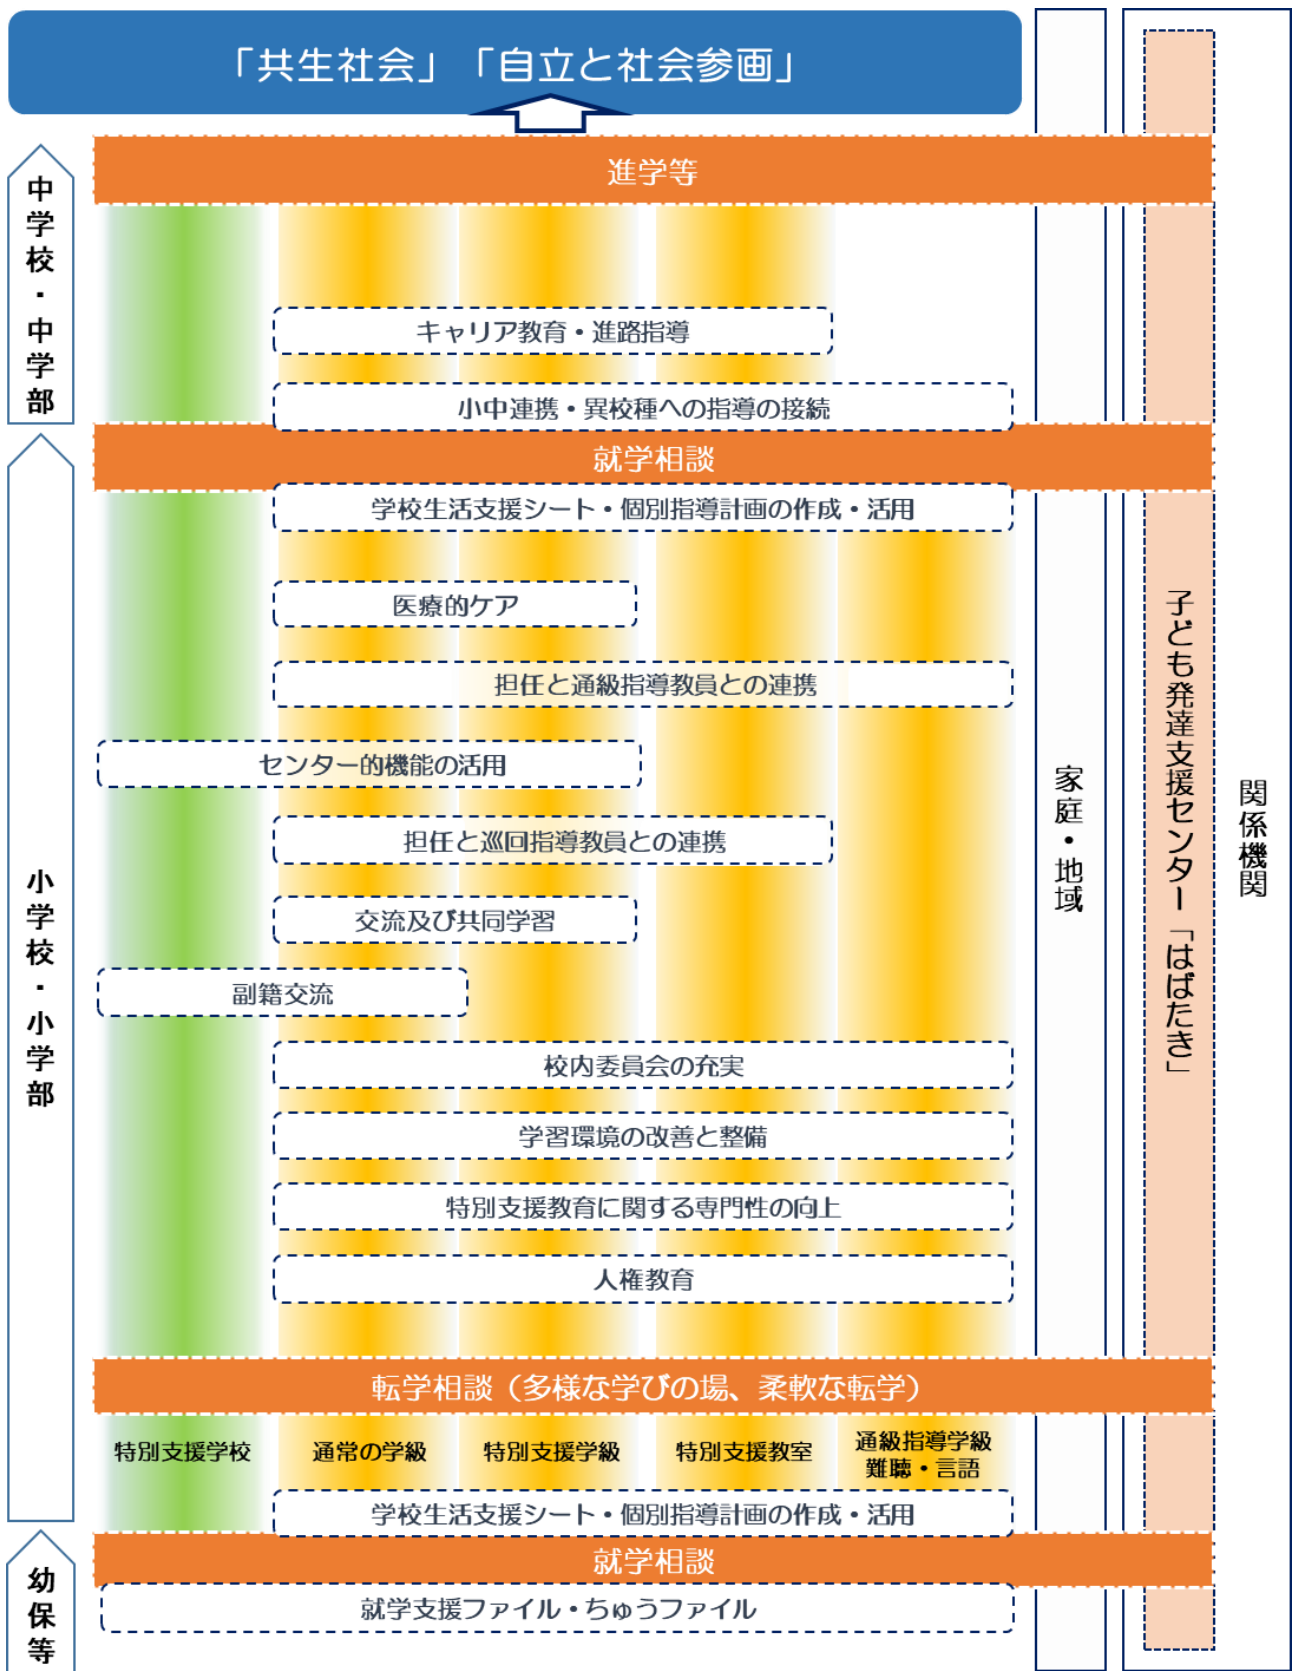 「共生社会」「自立と社会参画」
進学等
中学校・中学部
キャリア教育・進路指導
小中連携・異校種への指導の接続
就学相談
学校生活支援シート・個別指導計画の作成・活用
医療的ケア
担任と通級指導教員との連携
センター的機能の活用
担任と巡回指導教員との連携
交流及び共同学習
副籍交流
校内委員会の充実
学習環境の改善と整備
特別支援教育に関する専門性の向上
人権教育
小学校・小学部
転学相談（多様な学びの場、柔軟な転学）
特別支援学校
通常の学級
特別支援学級
特別支援教室
通級指導学級
難聴・言語
学校生活支援シート・個別指導計画の作成・活用
就学相談
就学支援ファイル・ちゅうファイル
幼保等
家庭・地域
子ども発達支援センター「はばたき」
関係機関